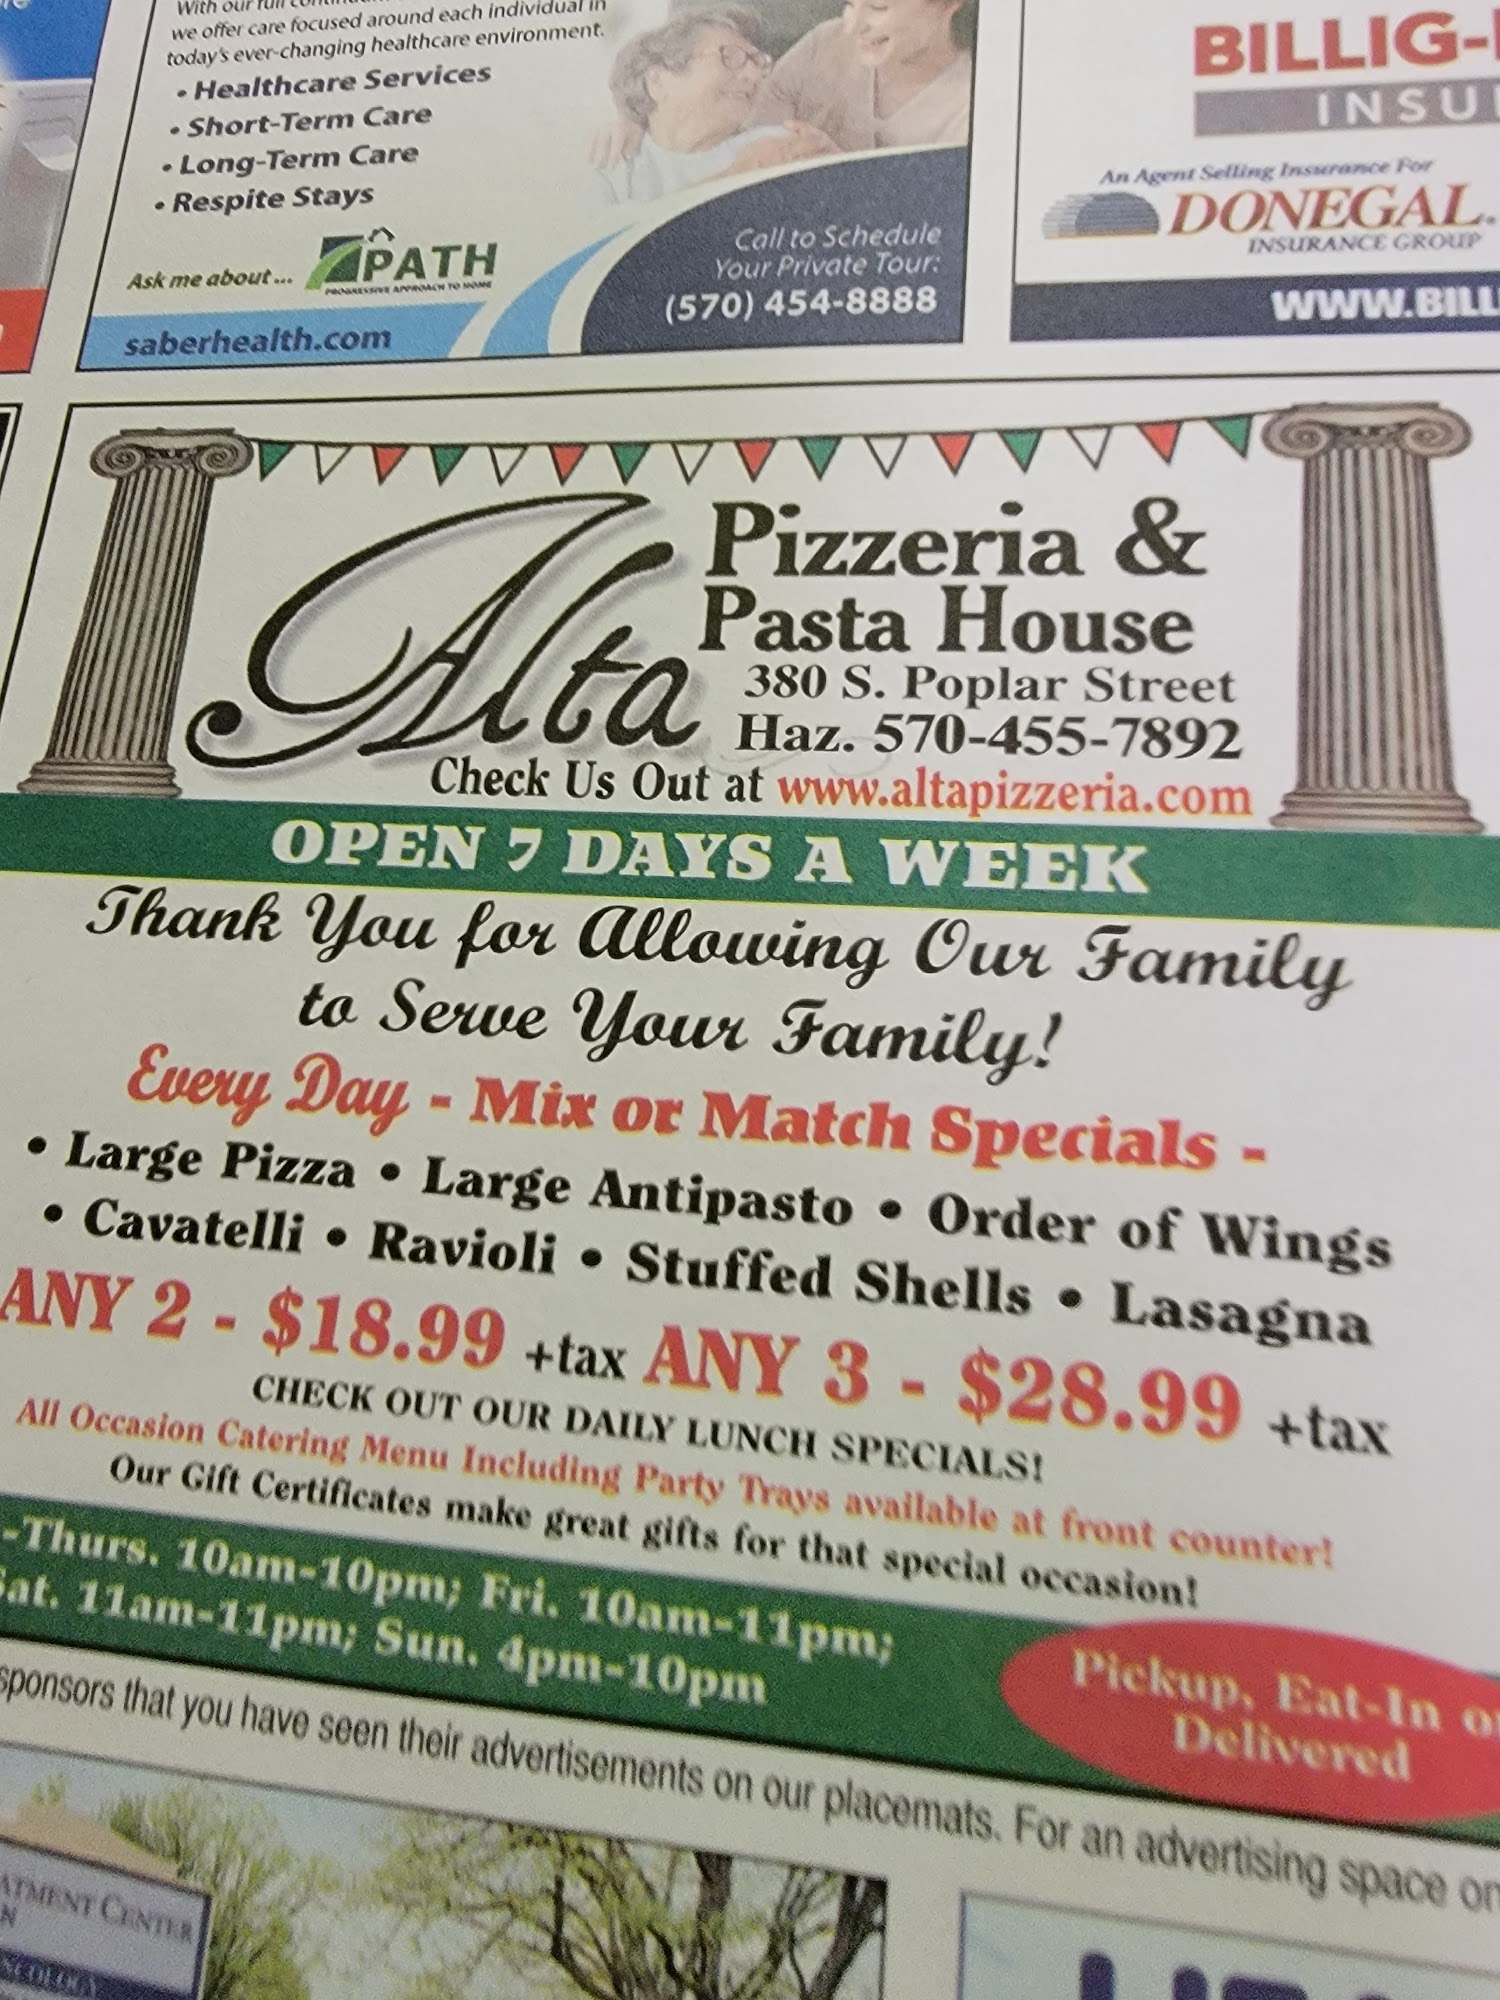 we offer care focused around each individual in
today's ever-changing healthcare environment.
• Healthcare Services
• Short-Term Care
• Long-Term Care
• Respite Stays
Ask me about... PATH
PROGRESSIVE APPROACH TO HOME
Call to Schedule
Your Private Tour:
(570) 454-8888
saberhealth.com
BILLIG-
INSU
An Agent Selling Insurance For
DONEGAL
INSURANCE GROUP
WWW.BILL
Alta Pizzeria &
Pasta House
380 S. Poplar Street
Haz. 570-455-7892
Check Us Out at www.altapizzeria.com
OPEN 7 DAYS A WEEK
Thank You for Allowing Our Family
to Serve Your Family!
Every Day - Mix or Match Specials -
• Large Pizza • Large Antipasto • Order of Wings
• Cavatelli • Ravioli • Stuffed Shells • Lasagna
ANY 2 - $18.99 +tax ANY 3 - $28.99 +tax
CHECK OUT OUR DAILY LUNCH SPECIALS!
All Occasion Catering Menu Including Party Trays available at front counter!
Our Gift Certificates make great gifts for that special occasion!
-Thurs. 10am-10pm; Fri. 10am-11pm;
Sat. 11am-11pm; Sun. 4pm-10pm
Pickup, Eat-In or
Delivered
sponsors that you have seen their advertisements on our placemats. For an advertising space on
ATMENT CENTER